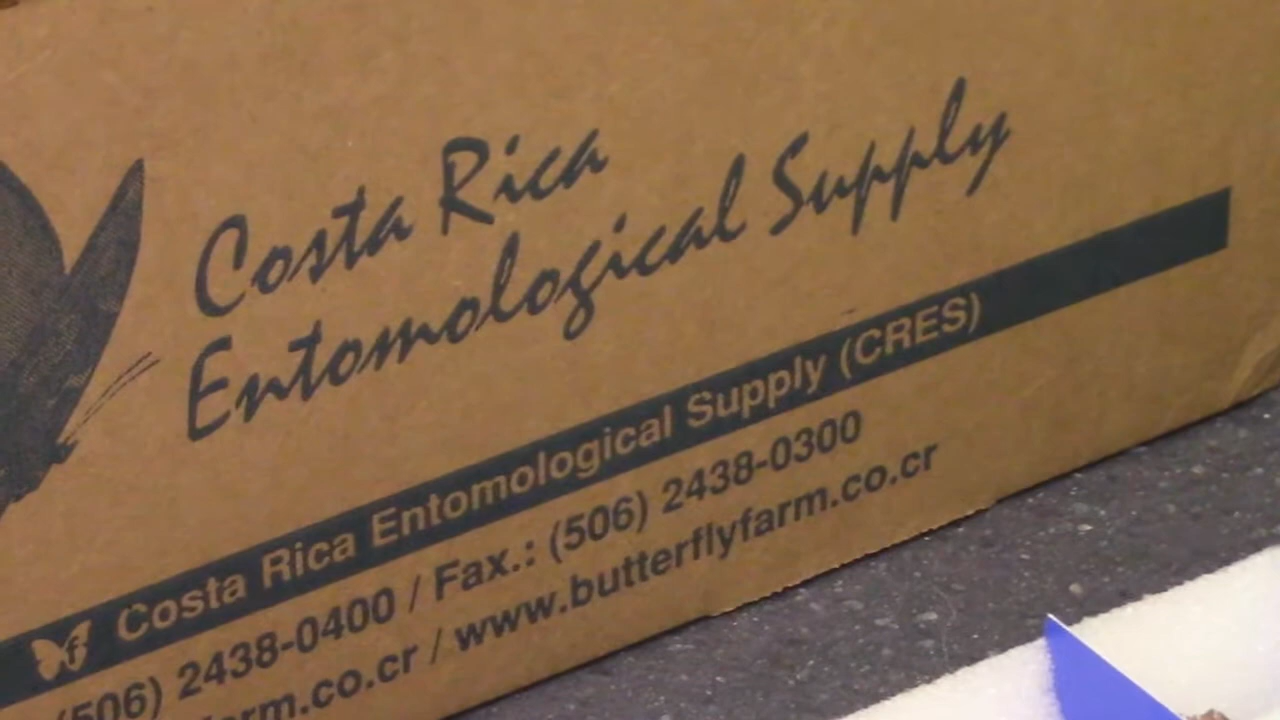 Costa Rica
Entomological Supply
f Costa Rica Entomological Supply (CRES)
(506) 2438-0400 / Fax.: (506) 2438-0300
arm.co.cr / www.butterflyfarm.co.cr